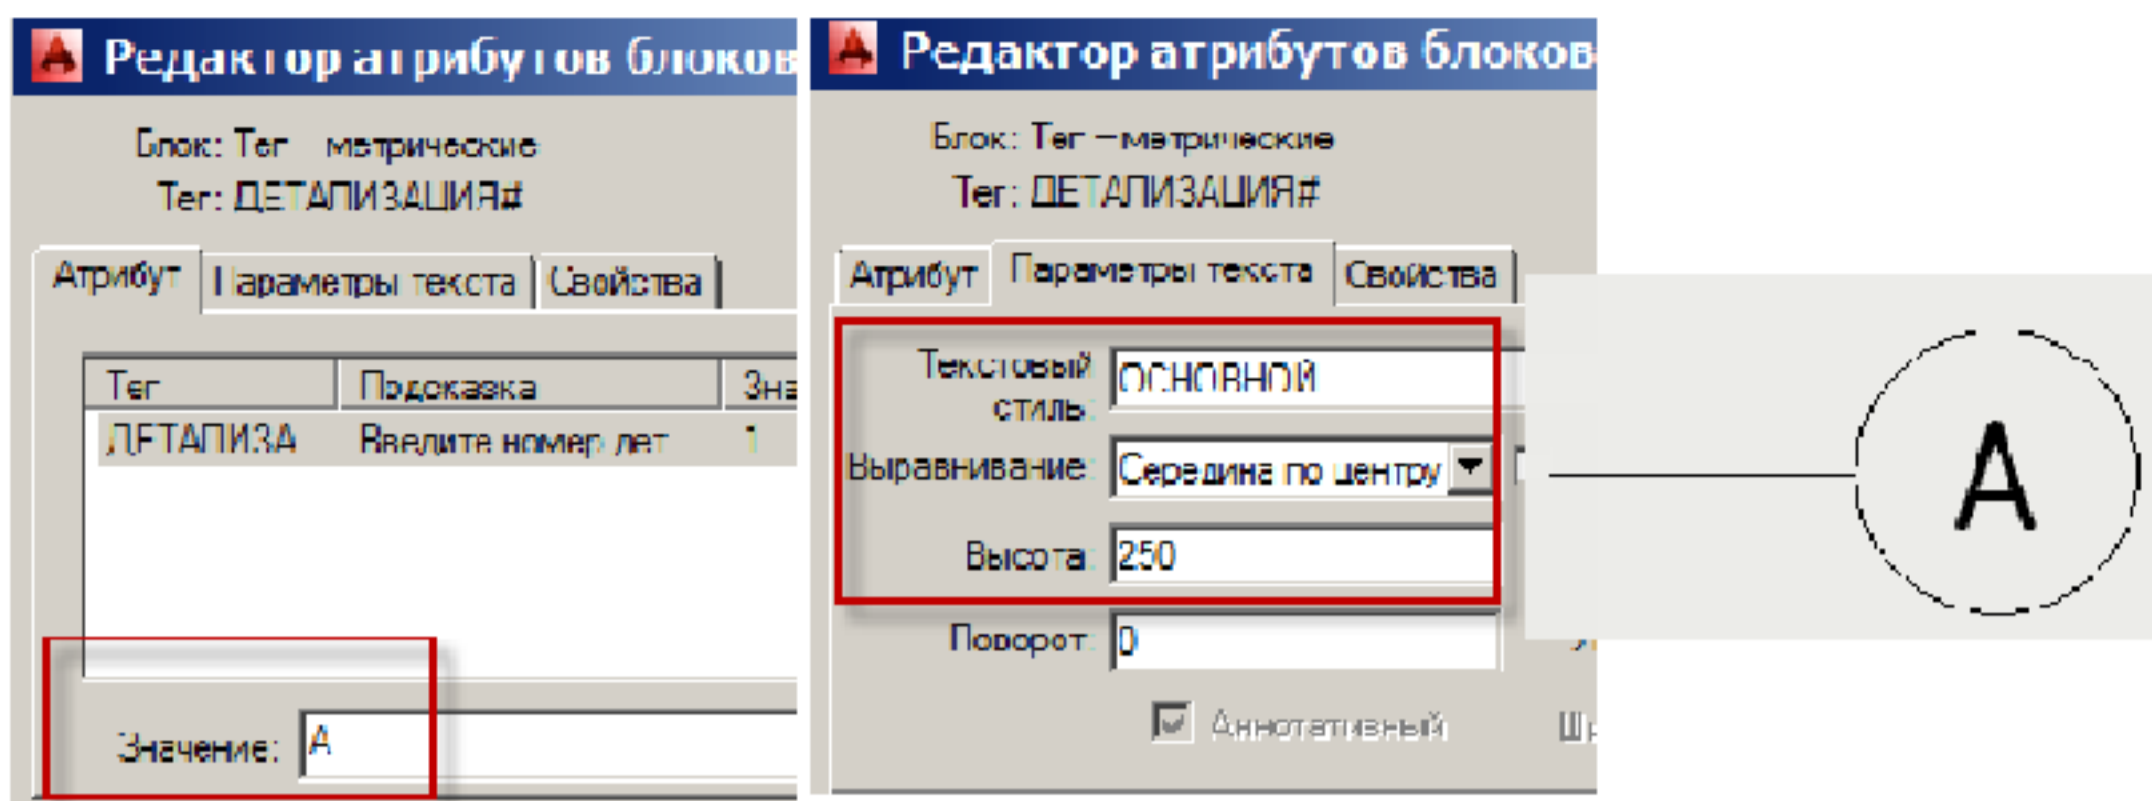 Редактор атрибутов блоков
Блок: Тег – метрические
Тег: ДЕТАЛИЗАЦИЯ#
Атрибут Параметры текста Свойства
Тег Подсказка Зна
ДЕТАЛИЗА Введите номер дет 1
Значение: А
Редактор атрибутов блоков
Блок: Тег – метрические
Тег: ДЕТАЛИЗАЦИЯ#
Атрибут Параметры текста Свойства
Текстовый стиль: ОСНОВНОЙ
Выравнивание: Середина по центру
Высота: 250
Поворот: 0
Аннотативный
А